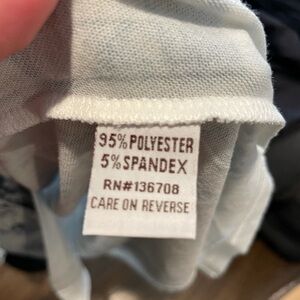 95% POLYESTER
5% SPANDEX
RN#136708
CARE ON REVERSE